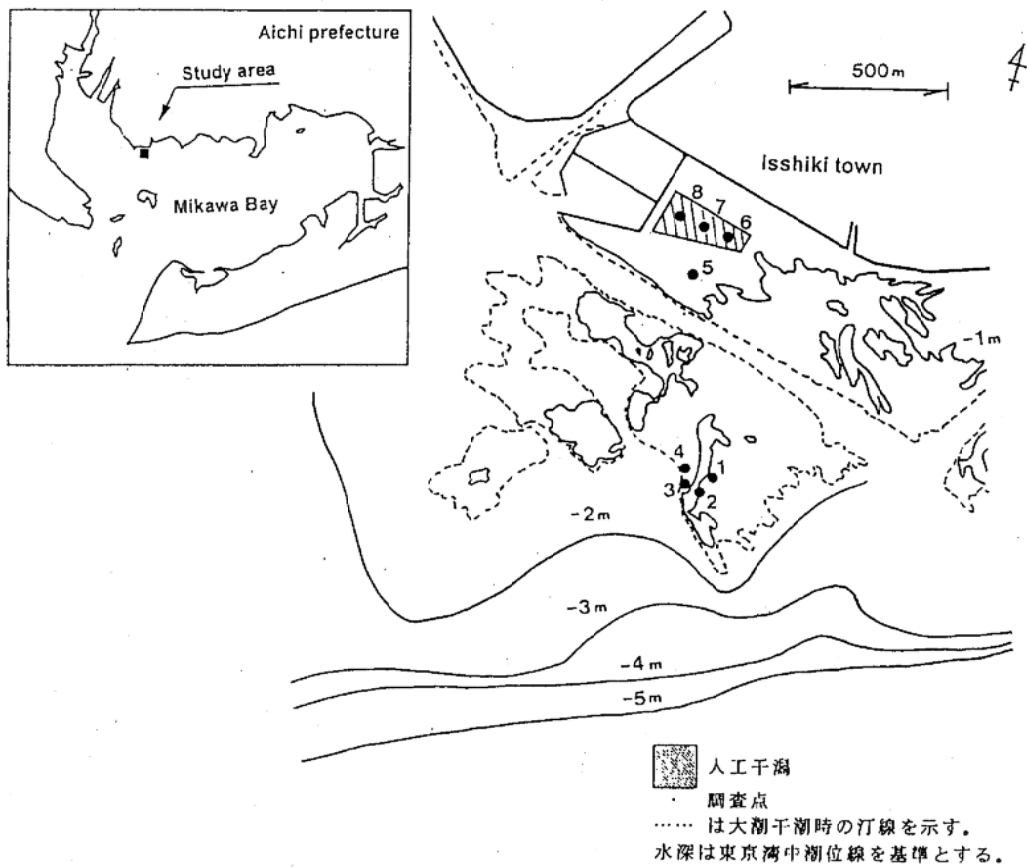 Aichi prefecture
Study area
Mikawa Bay
500m
Isshiki town
8
7
6
5
-1m
4
1
3
2
-2m
-3m
-4m
-5m
人工干潟
・ 調査点
…… は大潮干潮時の汀線を示す。
水深は東京湾中潮位線を基準とする。